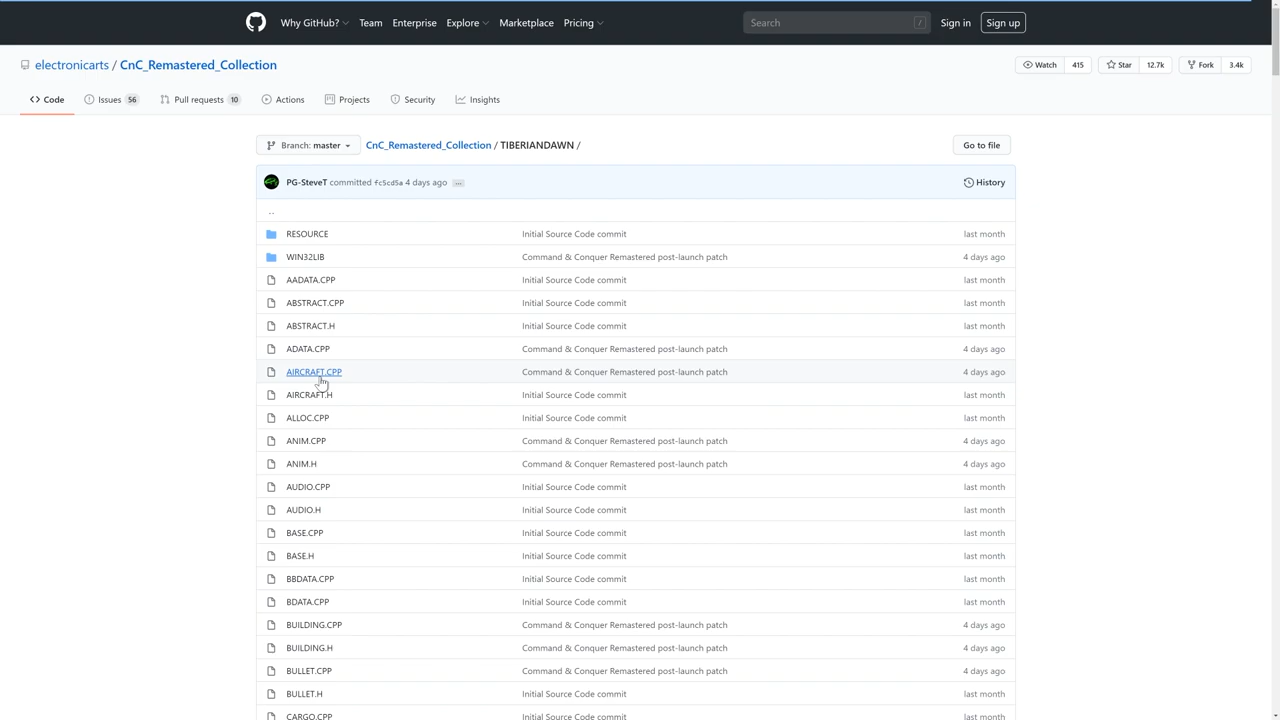 Why GitHub? Team Enterprise Explore Marketplace Pricing Search / Sign in Sign up
electronicarts / CnC_Remastered_Collection Watch 415 Star 12.7k Fork 3.4k
Code Issues 56 Pull requests 10 Actions Projects Security Insights
Branch: master CnC_Remastered_Collection / TIBERIANDAWN / Go to file
PG-SteveT committed fc5cd5a 4 days ago ... History
..
RESOURCE Initial Source Code commit last month
WIN32LIB Command & Conquer Remastered post-launch patch 4 days ago
AADATA.CPP Initial Source Code commit last month
ABSTRACT.CPP Initial Source Code commit last month
ABSTRACT.H Initial Source Code commit last month
ADATA.CPP Command & Conquer Remastered post-launch patch 4 days ago
AIRCRAFT.CPP Command & Conquer Remastered post-launch patch 4 days ago
AIRCRAFT.H Initial Source Code commit last month
ALLOC.CPP Initial Source Code commit last month
ANIM.CPP Command & Conquer Remastered post-launch patch 4 days ago
ANIM.H Command & Conquer Remastered post-launch patch 4 days ago
AUDIO.CPP Initial Source Code commit last month
AUDIO.H Initial Source Code commit last month
BASE.CPP Initial Source Code commit last month
BASE.H Initial Source Code commit last month
BBDATA.CPP Initial Source Code commit last month
BDATA.CPP Initial Source Code commit last month
BUILDING.CPP Command & Conquer Remastered post-launch patch 4 days ago
BUILDING.H Command & Conquer Remastered post-launch patch 4 days ago
BULLET.CPP Command & Conquer Remastered post-launch patch 4 days ago
BULLET.H Initial Source Code commit last month
CARGO.CPP Initial Source Code commit last month